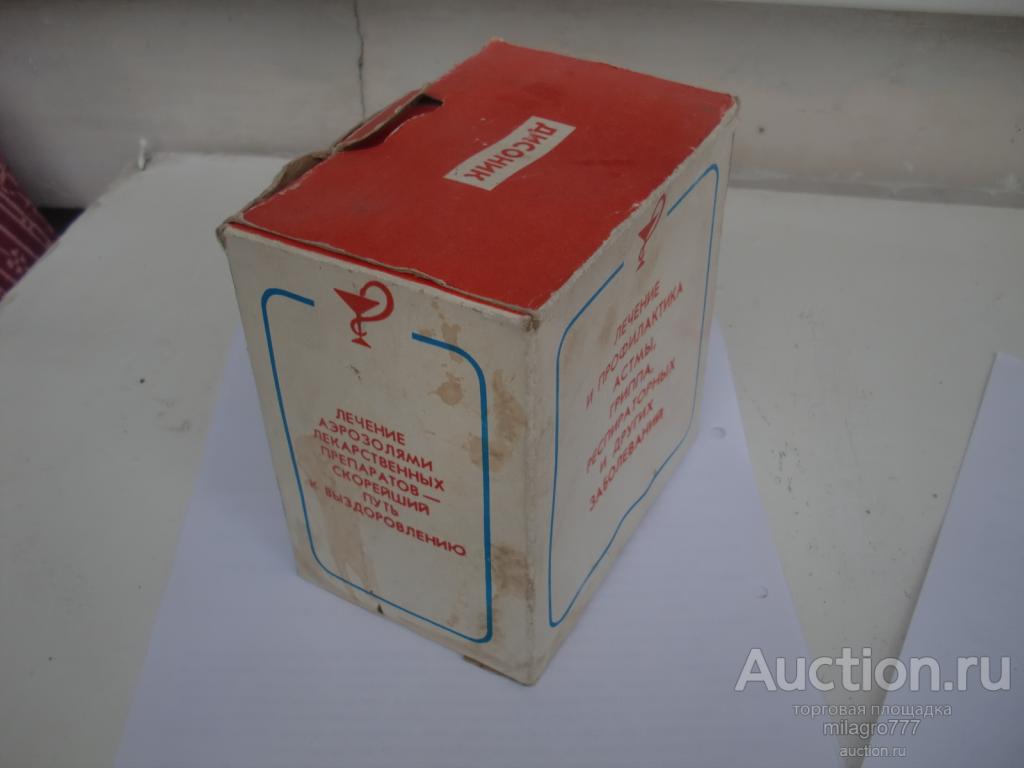 ДИСОНИК
ЛЕЧЕНИЕ
АЭРОЗОЛЯМИ
ЛЕКАРСТВЕННЫХ
ПРЕПАРАТОВ —
СКОРЕЙШИЙ
ПУТЬ
К ВЫЗДОРОВЛЕНИЮ
ЛЕЧЕНИЕ
И ПРОФИЛАКТИКА
АСТМЫ,
ГРИППА,
РЕСПИРАТОРНЫХ
И ДРУГИХ
ЗАБОЛЕВАНИЙ
Auction.ru
торговая площадка
milagro777
auction.ru